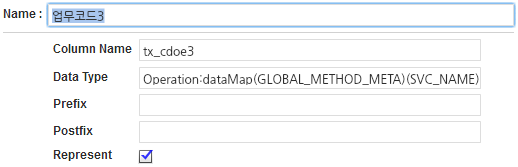 Name : 업무코드3
Column Name tx_cdoe3
Data Type Operation:dataMap(GLOBAL_METHOD_META)(SVC_NAME)
Prefix
Postfix
Represent